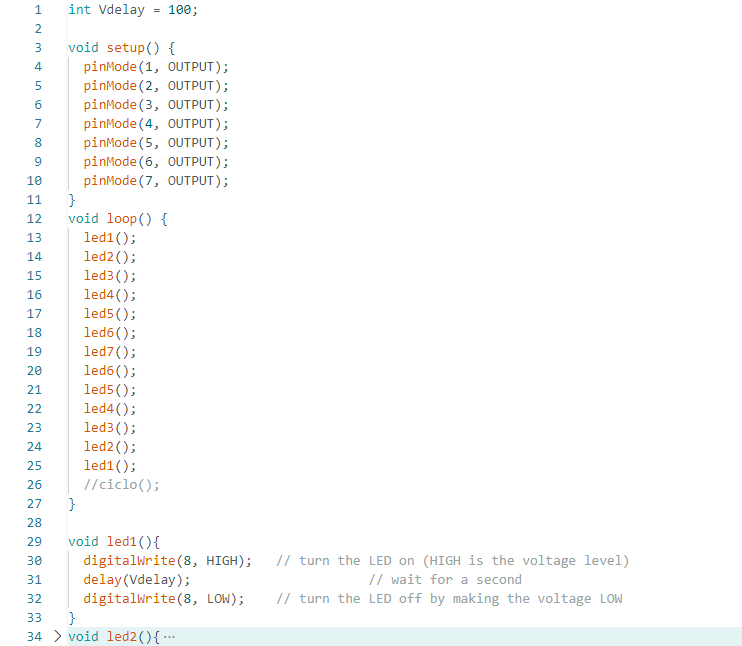 1 int Vdelay = 100;
2
3 void setup() {
4   pinMode(1, OUTPUT);
5   pinMode(2, OUTPUT);
6   pinMode(3, OUTPUT);
7   pinMode(4, OUTPUT);
8   pinMode(5, OUTPUT);
9   pinMode(6, OUTPUT);
10   pinMode(7, OUTPUT);
11 }
12 void loop() {
13   led1();
14   led2();
15   led3();
16   led4();
17   led5();
18   led6();
19   led7();
20   led6();
21   led5();
22   led4();
23   led3();
24   led2();
25   led1();
26   //ciclo();
27 }
28
29 void led1(){
30   digitalWrite(8, HIGH);   // turn the LED on (HIGH is the voltage level)
31   delay(Vdelay);                       // wait for a second
32   digitalWrite(8, LOW);    // turn the LED off by making the voltage LOW
33 }
34 > void led2(){ ···